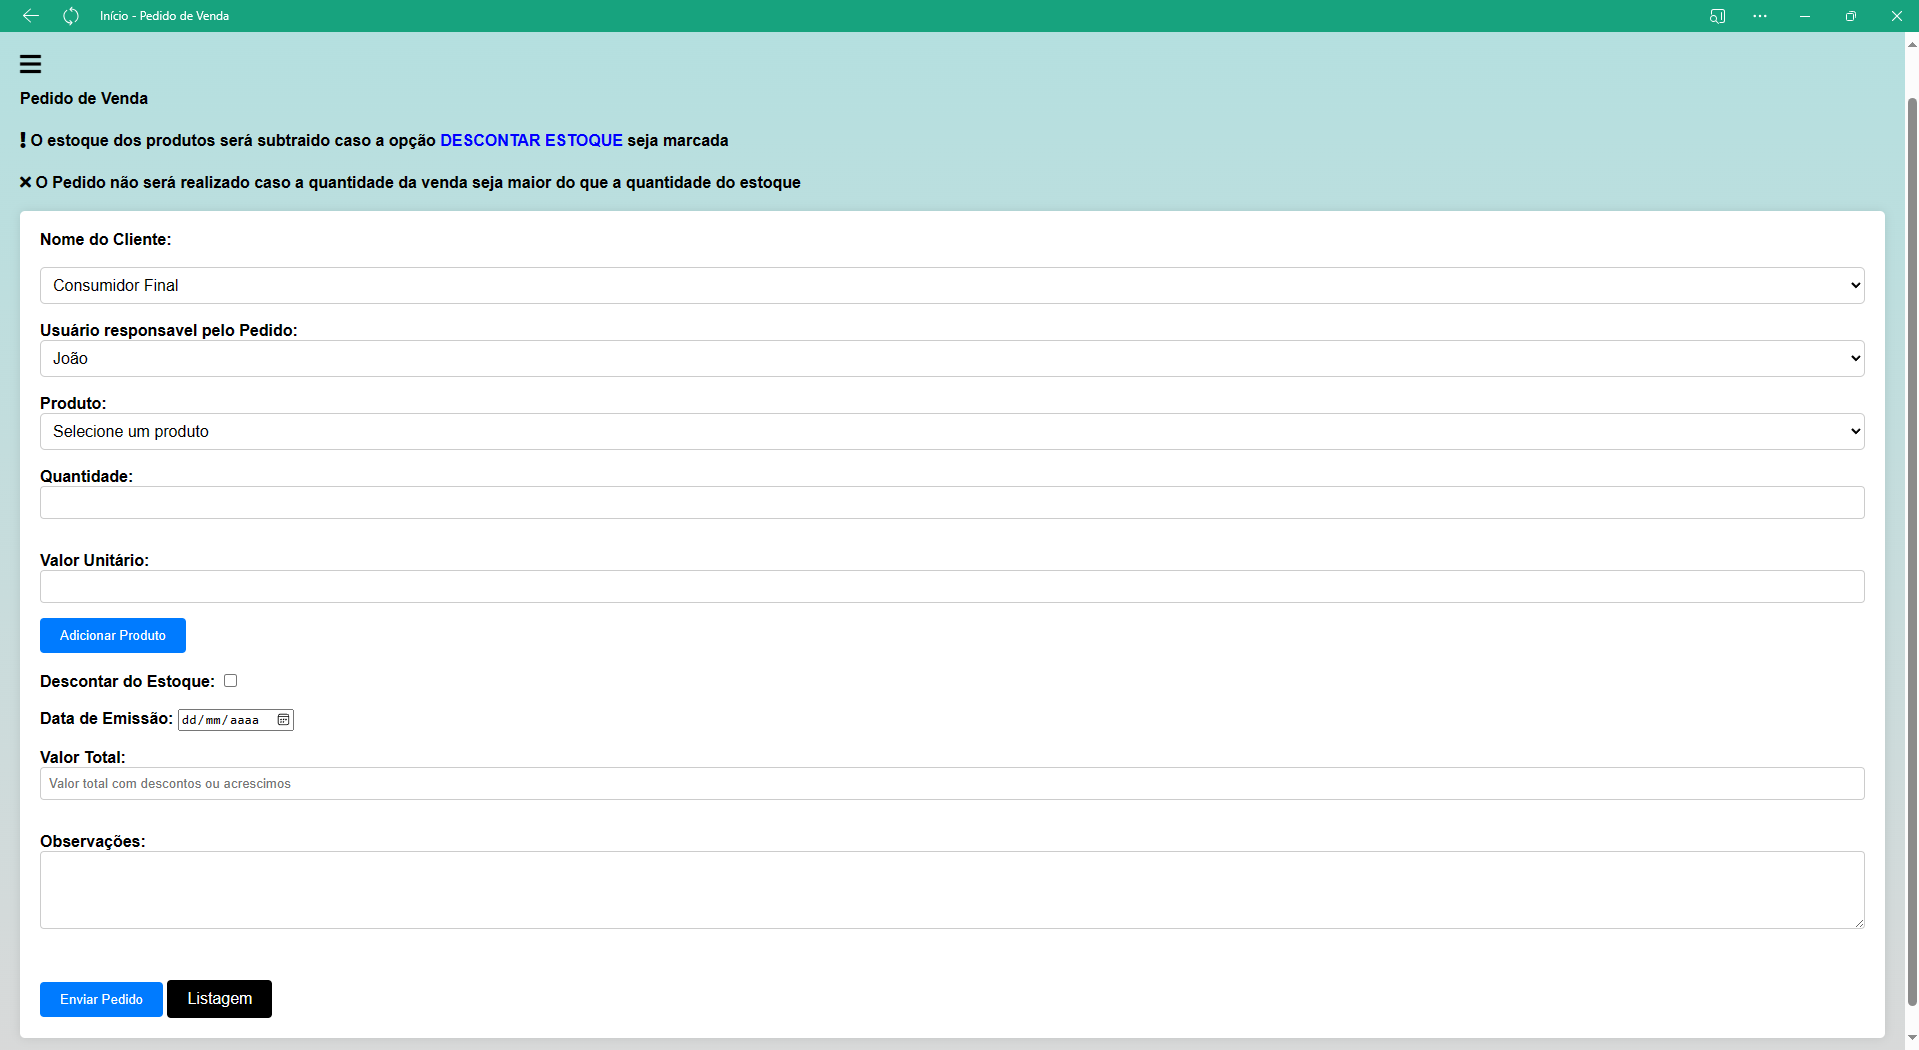 Início - Pedido de Venda
Pedido de Venda
! O estoque dos produtos será subtraido caso a opção DESCONTAR ESTOQUE seja marcada
× O Pedido não será realizado caso a quantidade da venda seja maior do que a quantidade do estoque
Nome do Cliente:
Consumidor Final
Usuário responsavel pelo Pedido:
João
Produto:
Selecione um produto
Quantidade:
Valor Unitário:
Adicionar Produto
Descontar do Estoque:
Data de Emissão: dd/mm/aaaa
Valor Total:
Valor total com descontos ou acrescimos
Observações:
Enviar Pedido Listagem